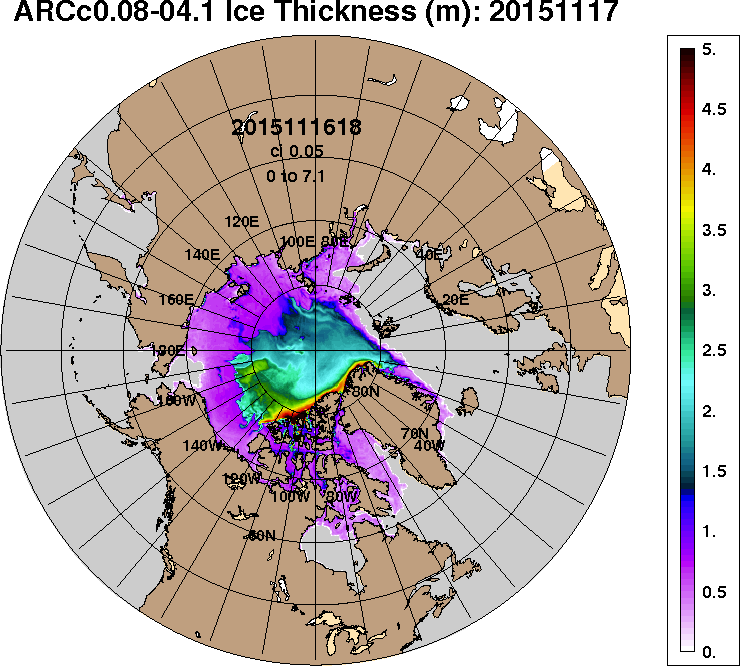 ARCc0.08-04.1 Ice Thickness (m): 20151117
5.
4.5
4.
3.5
3.
2.5
2.
1.5
1.
0.5
0.
2015111618
ci 0.05
0 to 7.1
120E
100E
80E
140E
40E
160E
20E
180E
160W
80N
140W
70N
40W
120W
100W
80W
60N